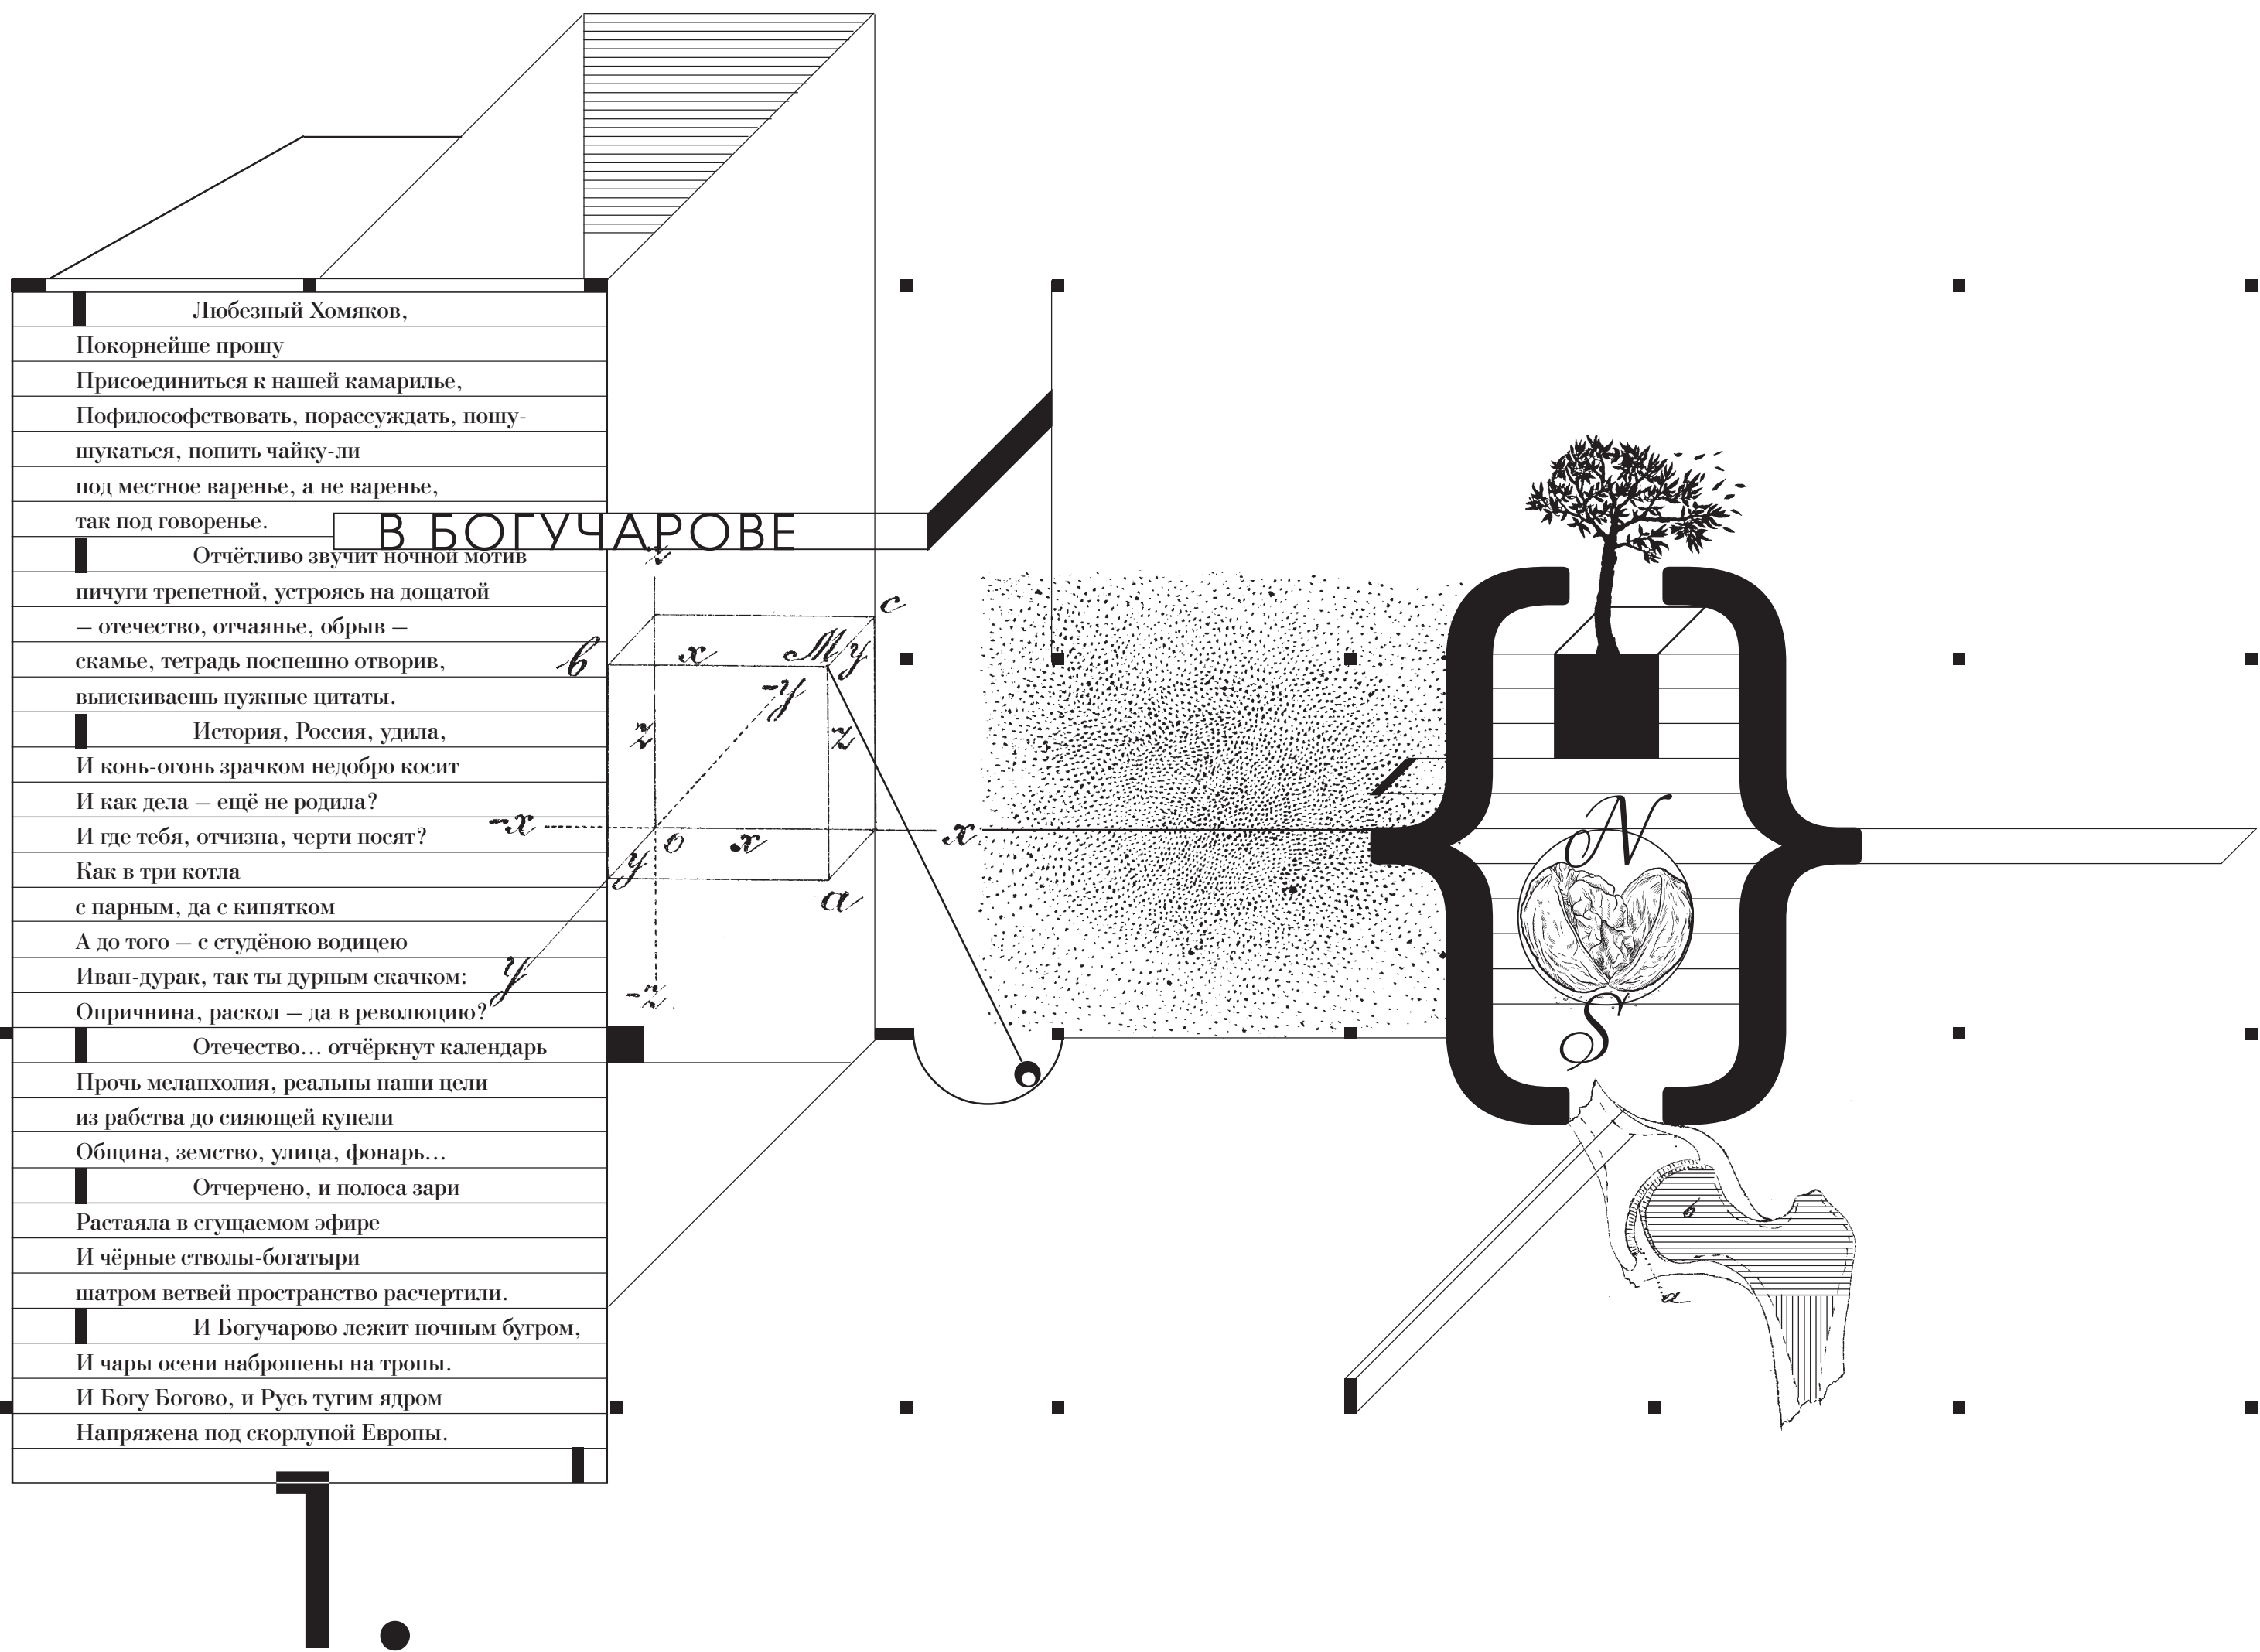 Любезный Хомяков,
Покорнейше прошу
Присоединиться к нашей камарилье,
Пофилософствовать, порассуждать, пошу-
шукаться, попить чайку-ли
под местное варенье, а не варенье,
так под говоренье.
В БОГУЧАРОВЕ
Отчётливо звучит ночной мотив
пичуги трепетной, устроясь на дощатой
– отечество, отчаянье, обрыв –
скамье, тетрадь поспешно отворив,
выискиваешь нужные цитаты.
История, Россия, удила,
И конь-огонь зрачком недобро косит
И как дела – ещё не родила?
И где тебя, отчизна, черти носят?
Как в три котла
с парным, да с кипятком
А до того – с студёною водицею
Иван-дурак, так ты дурным скачком:
Опричнина, раскол – да в революцию?
Отечество... отчёркнут календарь
Прочь меланхолия, реальны наши цели
из рабства до сияющей купели
Община, земство, улица, фонарь...
Отчерчено, и полоса зари
Растаяла в сгущаемом эфире
И чёрные стволы-богатыри
шатром ветвей пространство расчертили.
И Богучарово лежит ночным бугром,
И чары осени наброшены на тропы.
И Богу Богово, и Русь тугим ядром
Напряжена под скорлупой Европы.
1.
z
c
b
x
M
y
-y
z
z
-x
o
x
x
y
a
y
-z
N
S
б
a